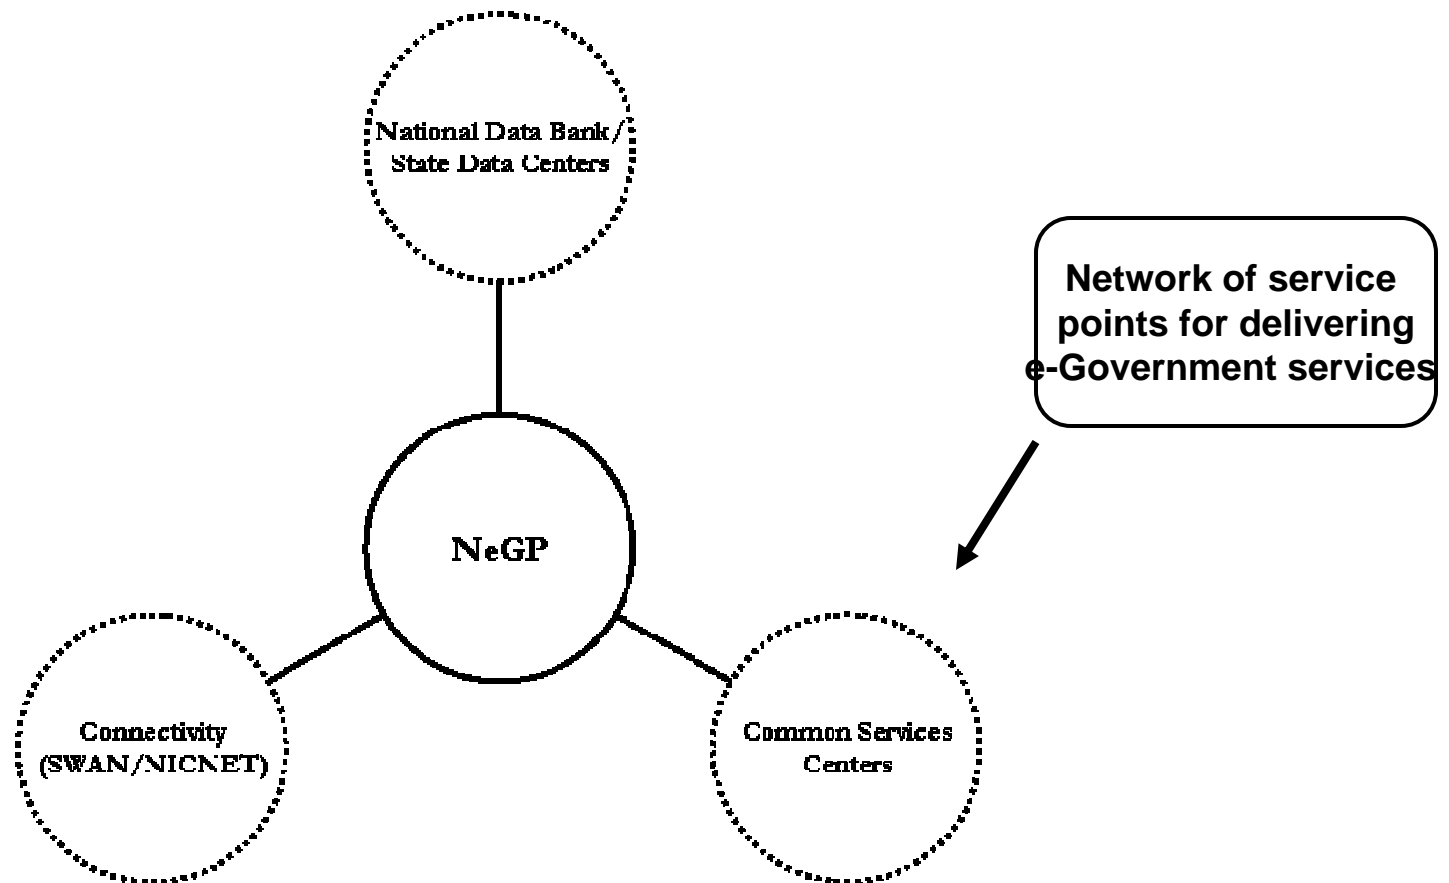 National Data Bank/
State Data Centers
Network of service
points for delivering
e-Government services
NeGP
Connectivity
(SWAN/NICNET)
Common Services
Centers